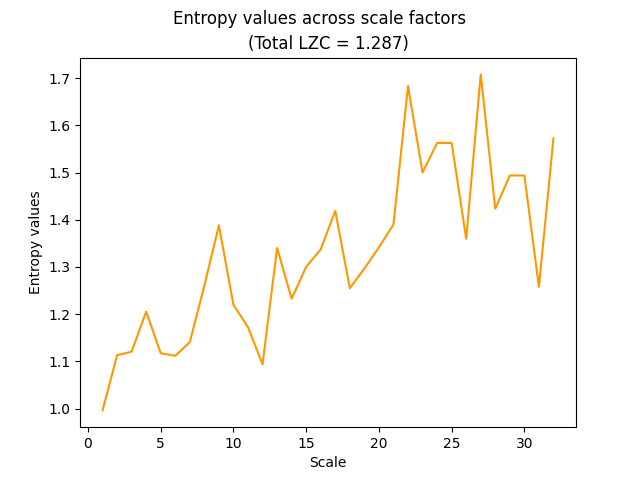 Entropy values across scale factors
(Total LZC = 1.287)
1.7
1.6
1.5
1.4
1.3
1.2
1.1
1.0
Entropy values
0 5 10 15 20 25 30
Scale